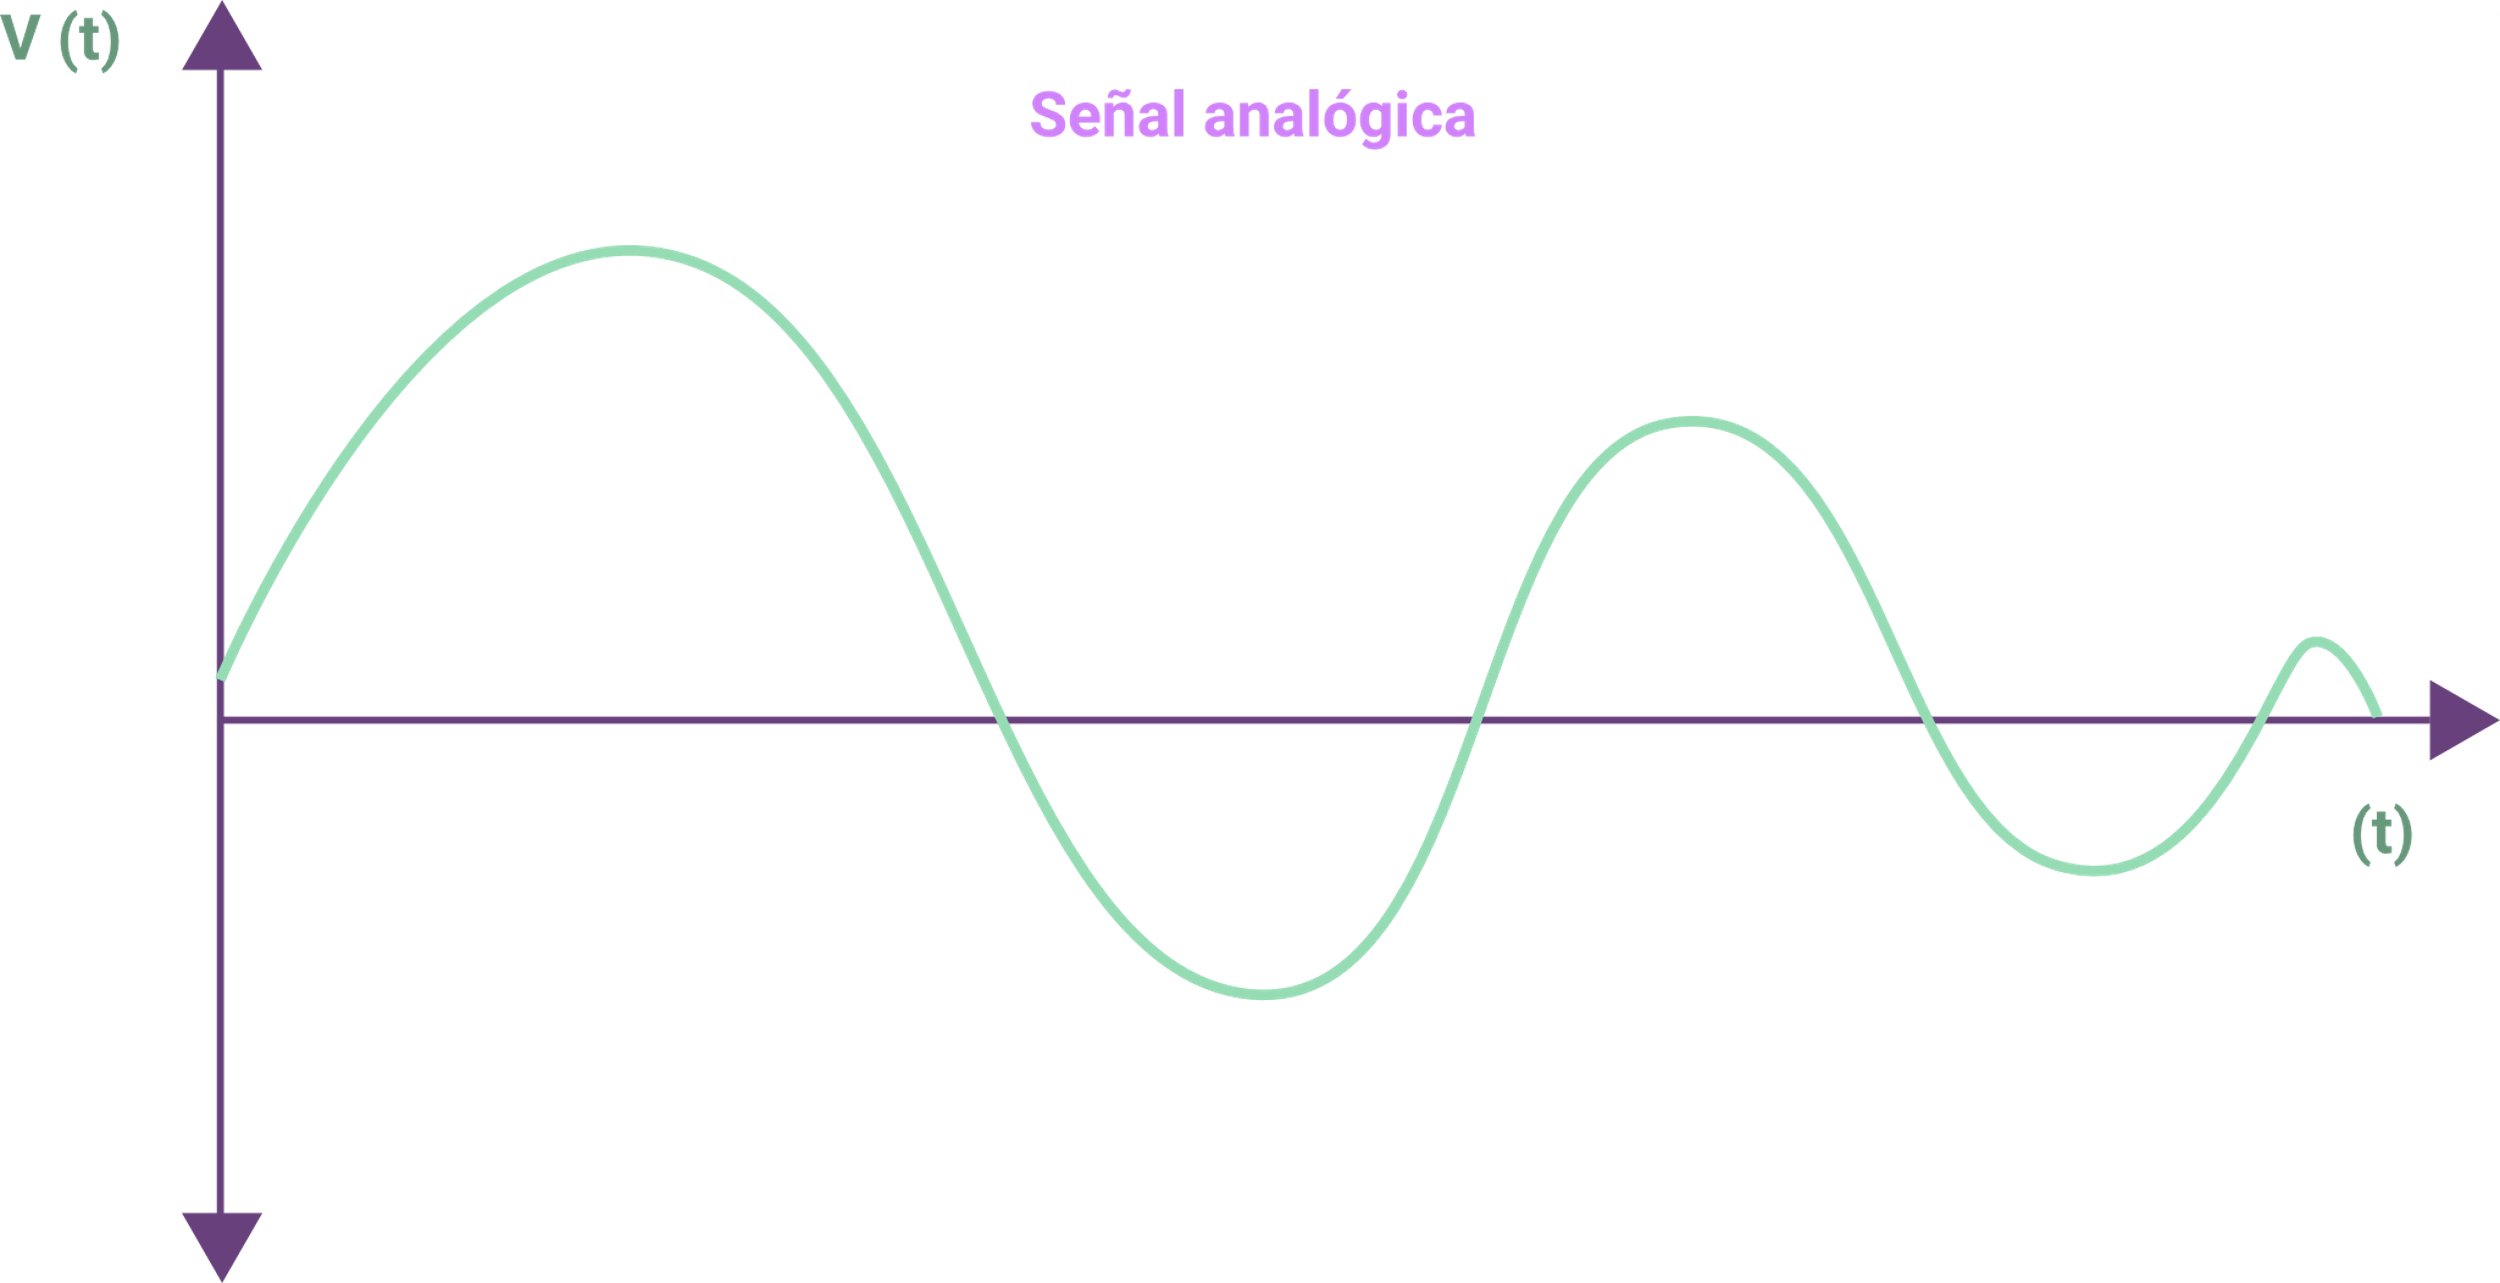 V (t)
Señal analógica
(t)